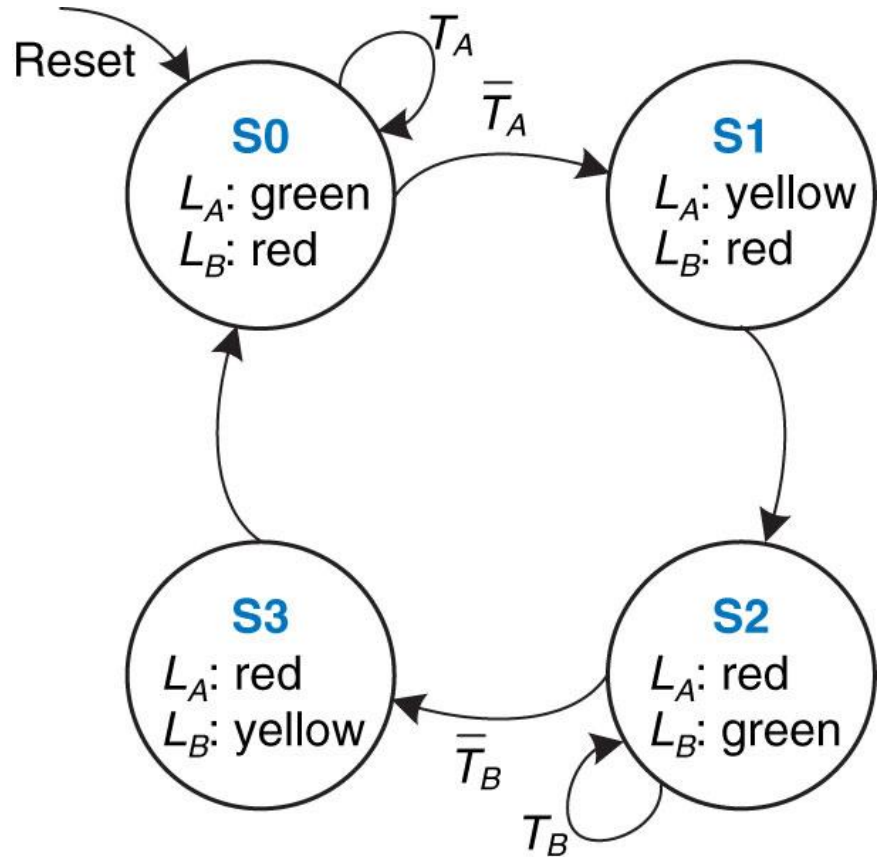 Reset
T_A
T̅_A
S0
L_A: green
L_B: red
S1
L_A: yellow
L_B: red
S3
L_A: red
L_B: yellow
S2
L_A: red
L_B: green
T̅_B
T_B